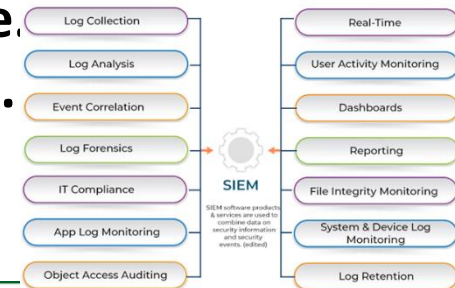 e.
.
Log Collection
Log Analysis
Event Correlation
Log Forensics
IT Compliance
App Log Monitoring
Object Access Auditing
SIEM
SIEM software products
& services are used to
combine data on
security information
and security
events. (edited)
Real-Time
User Activity Monitoring
Dashboards
Reporting
File Integrity Monitoring
System & Device Log
Monitoring
Log Retention